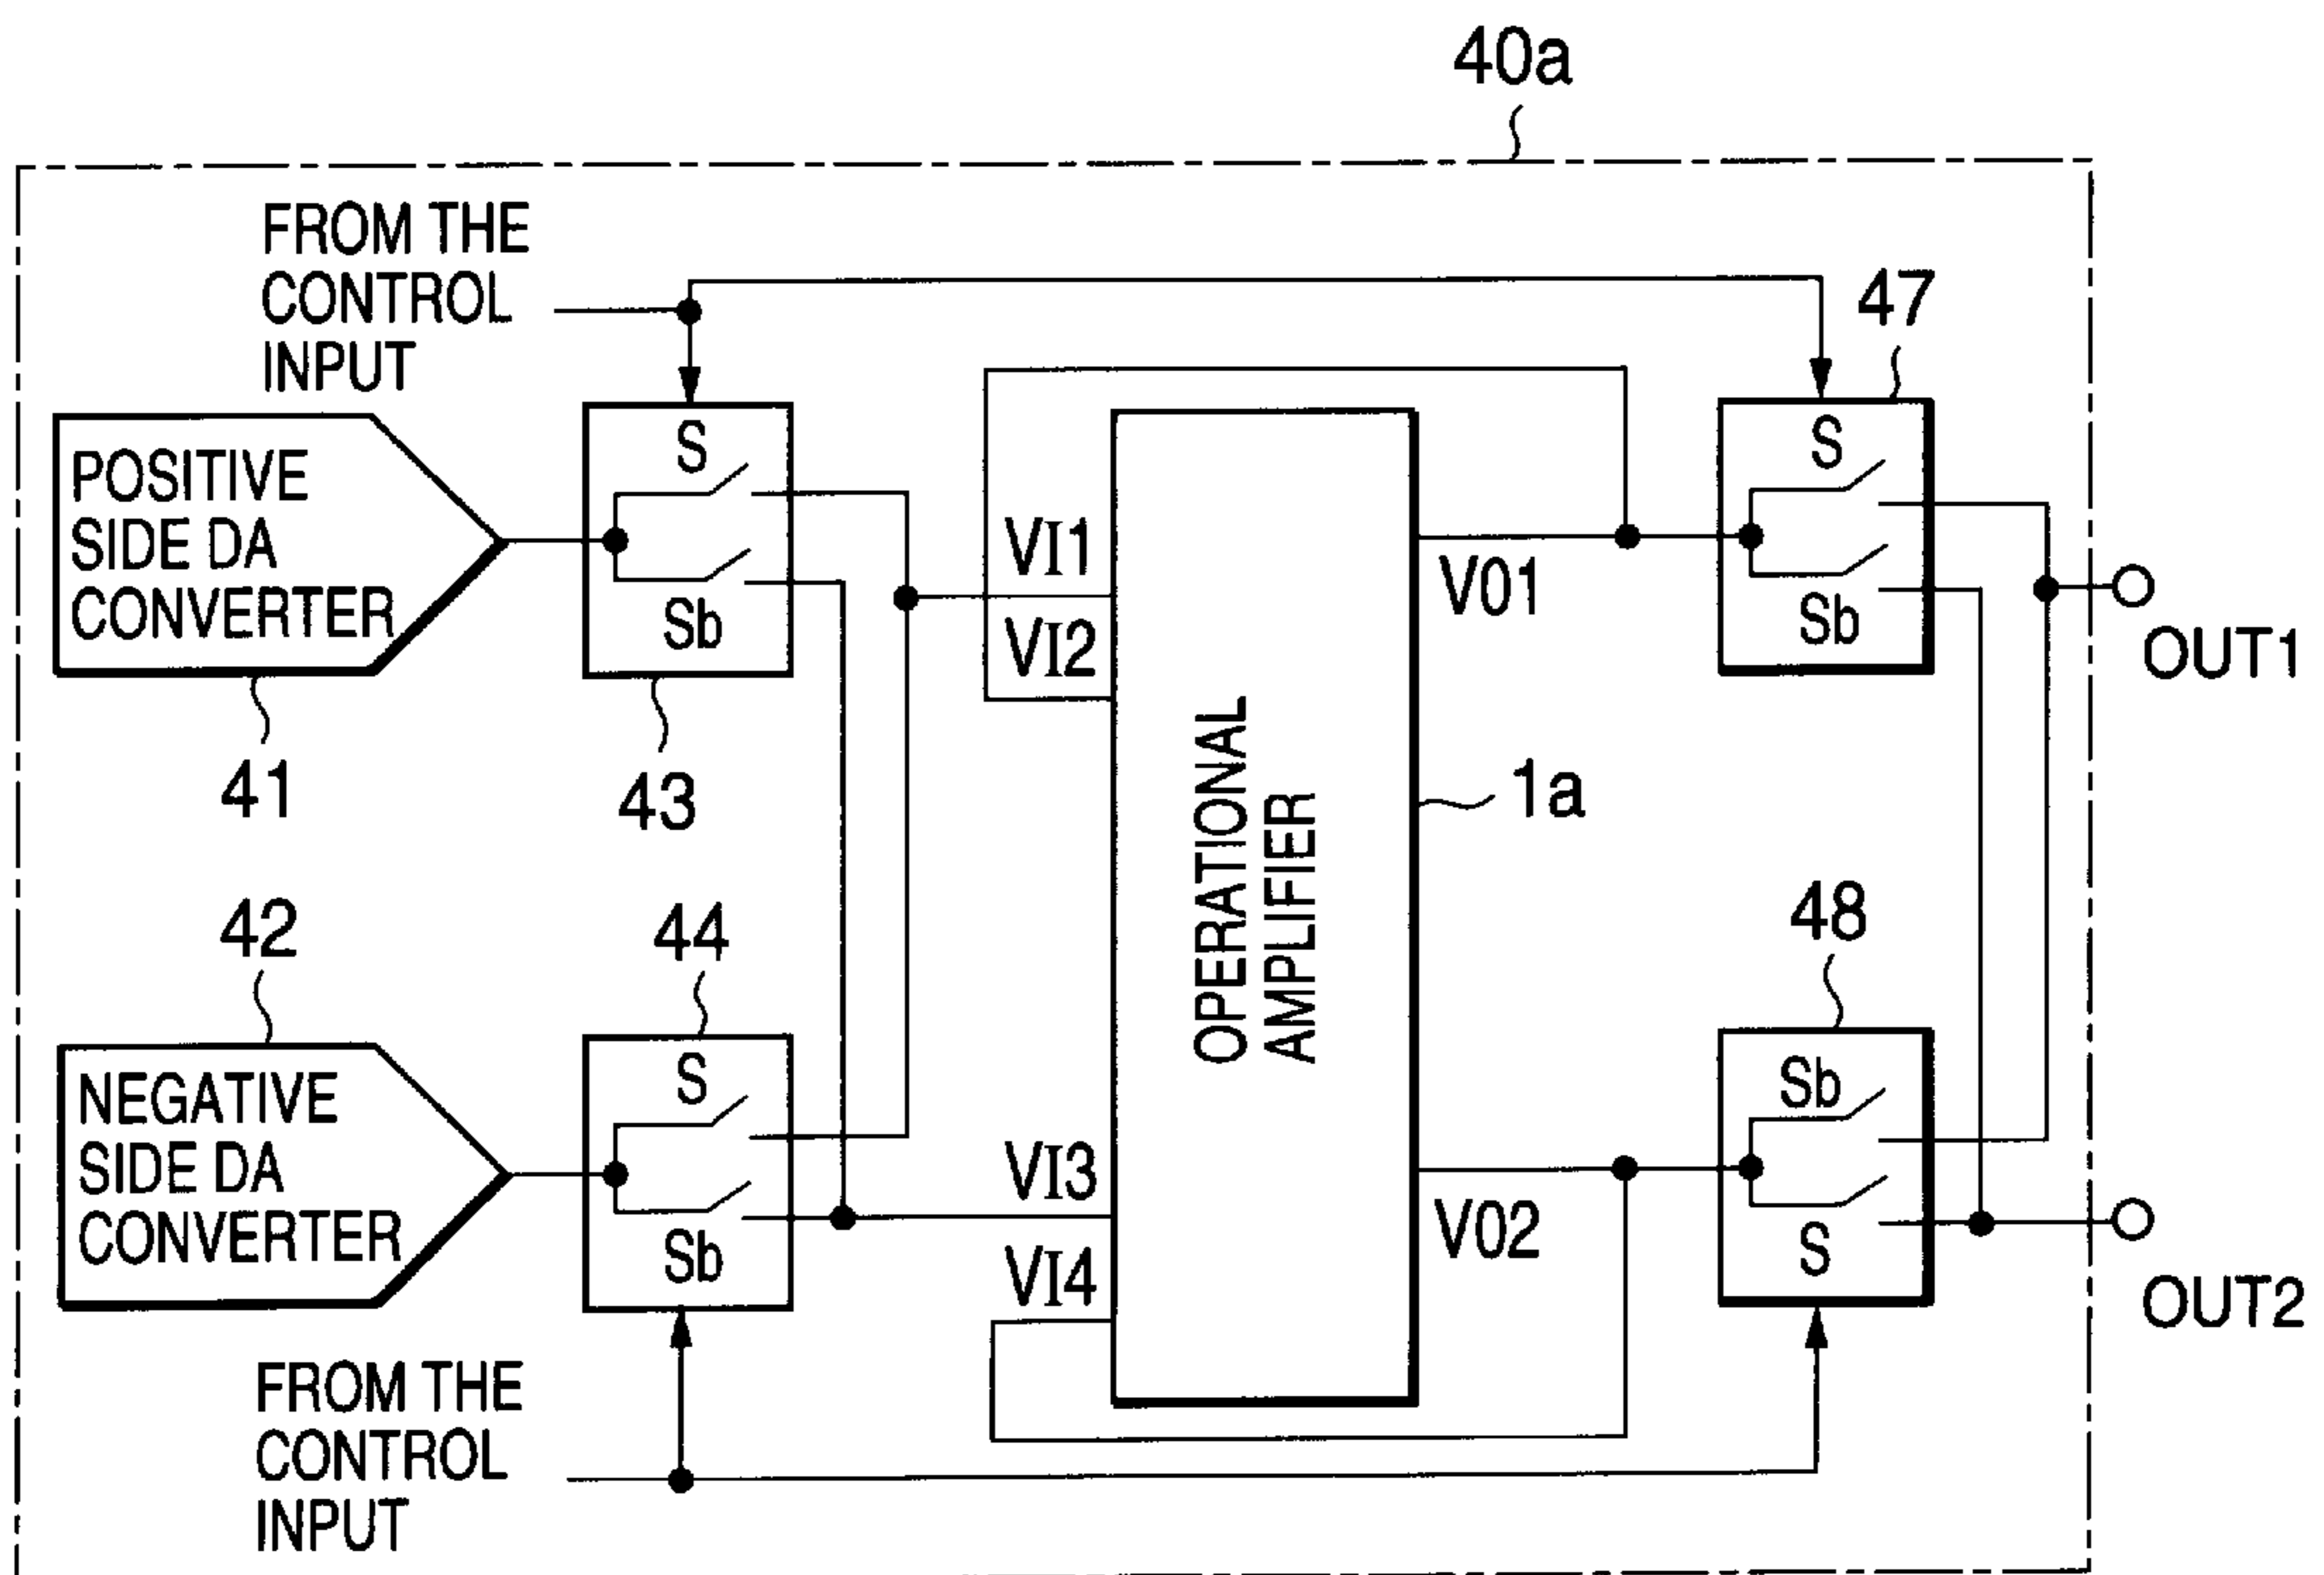 40a
FROM THE
CONTROL
INPUT
47
POSITIVE
SIDE DA
CONVERTER
S
Sb
VI1
VI2
V01
S
Sb
OUT1
41
43
OPERATIONAL
AMPLIFIER
1a
42
44
48
NEGATIVE
SIDE DA
CONVERTER
S
Sb
VI3
VI4
V02
Sb
S
OUT2
FROM THE
CONTROL
INPUT